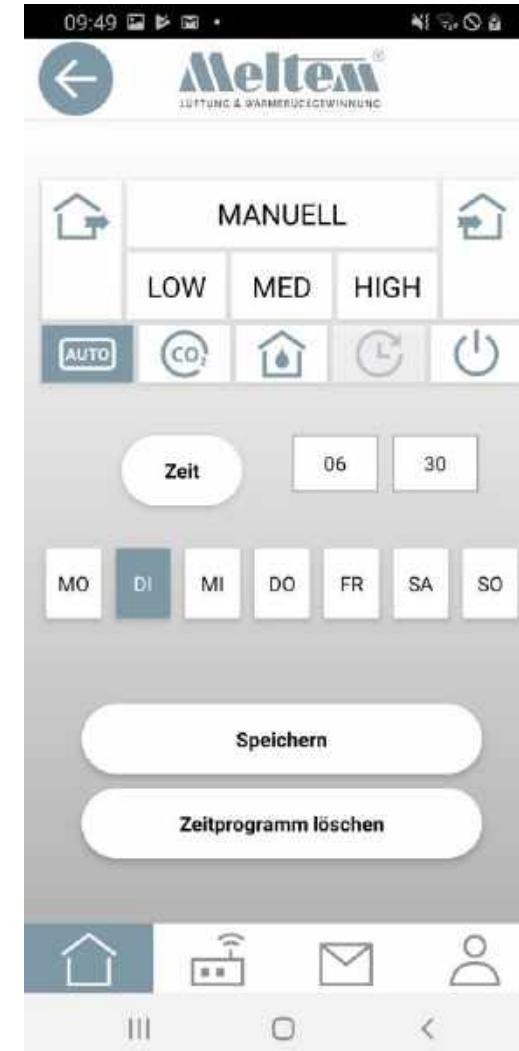 09:49
Meltem®
LÜFTUNG & WÄRMERÜCKGEWINNUNG
MANUELL
LOW MED HIGH
AUTO CO₂
Zeit 06 30
MO DI MI DO FR SA SO
Speichern
Zeitprogramm löschen